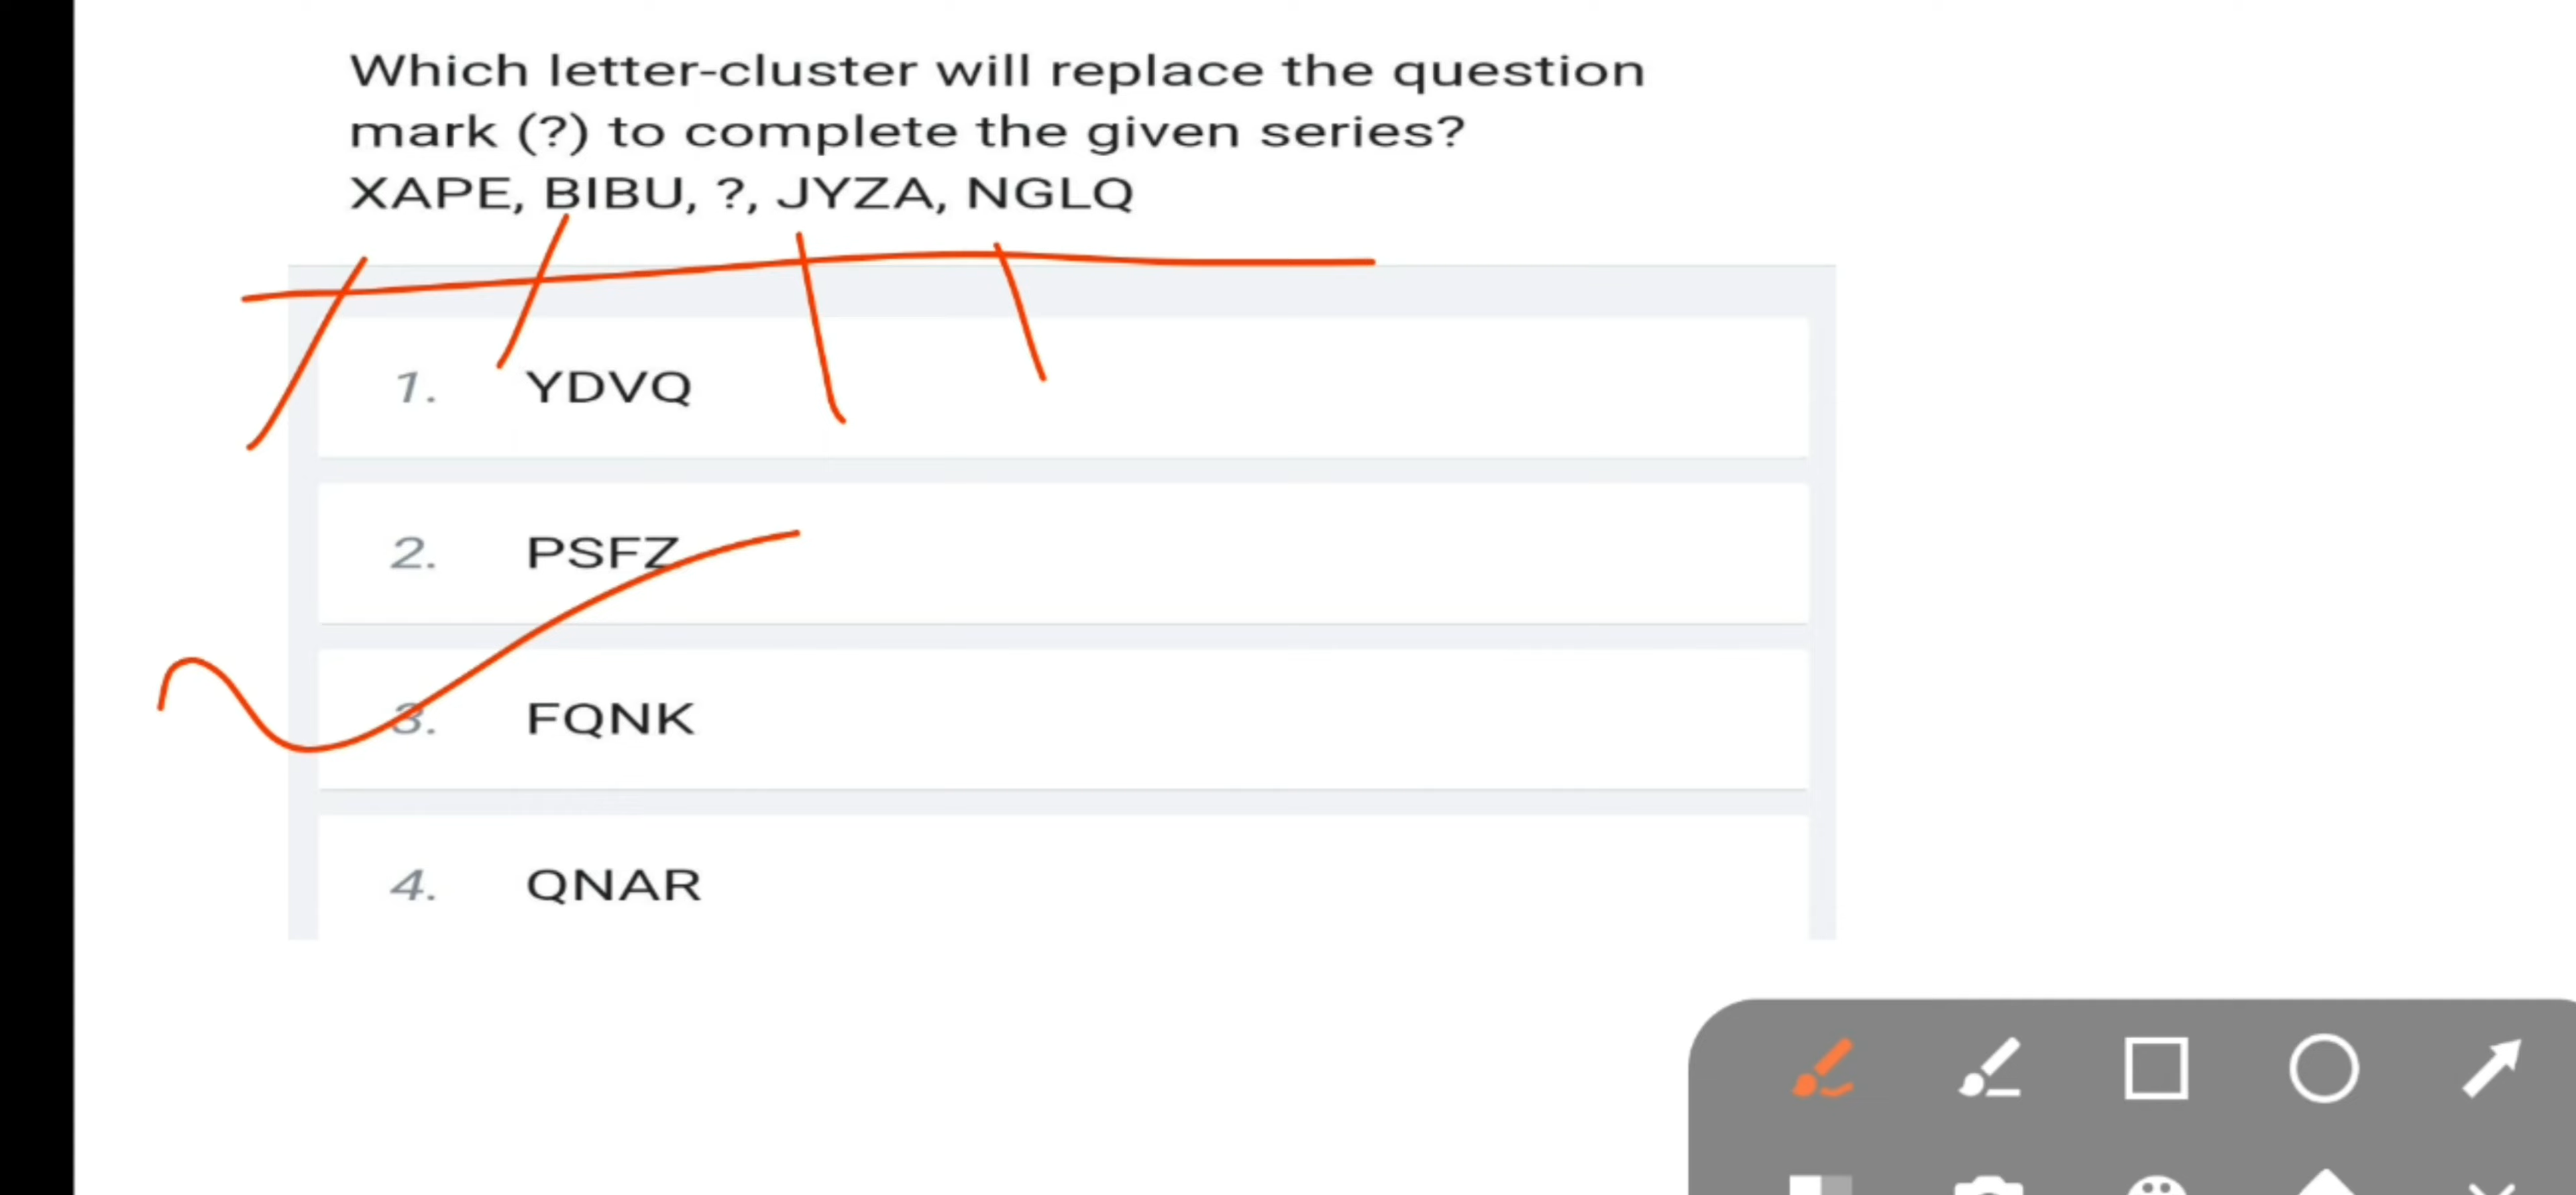 Which letter-cluster will replace the question
mark (?) to complete the given series?
XAPE, BIBU, ?, JYZA, NGLQ
1. YDVQ
2. PSFZ
3. FQNK
4. QNAR